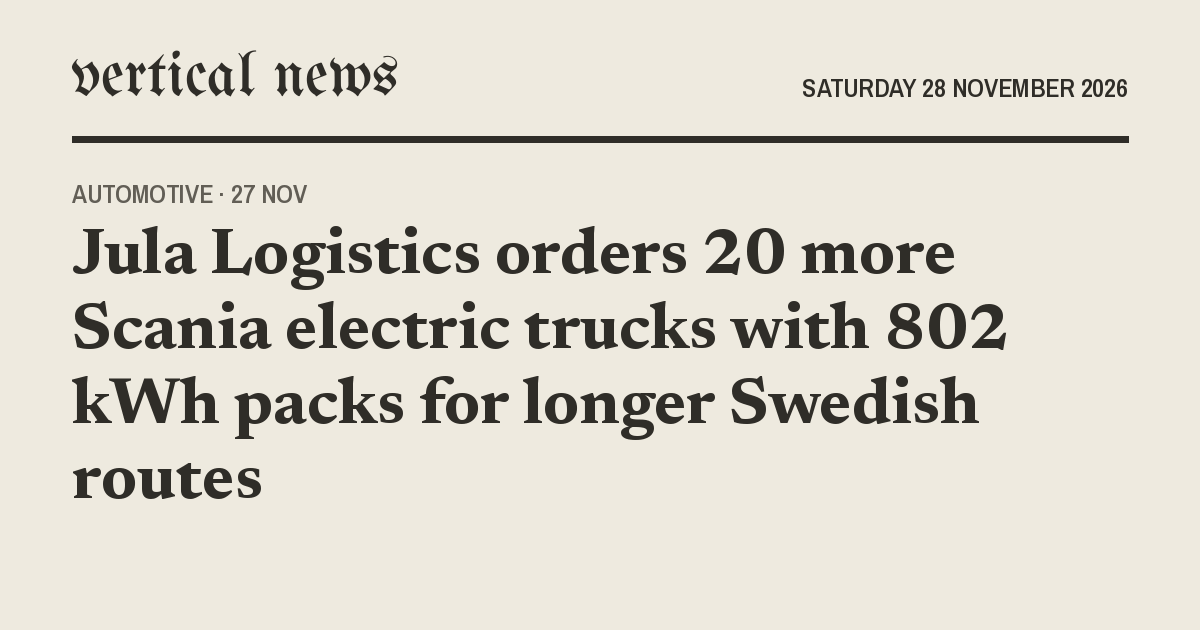 vertical news
SATURDAY 28 NOVEMBER 2026
AUTOMOTIVE · 27 NOV
Jula Logistics orders 20 more
Scania electric trucks with 802
kWh packs for longer Swedish
routes